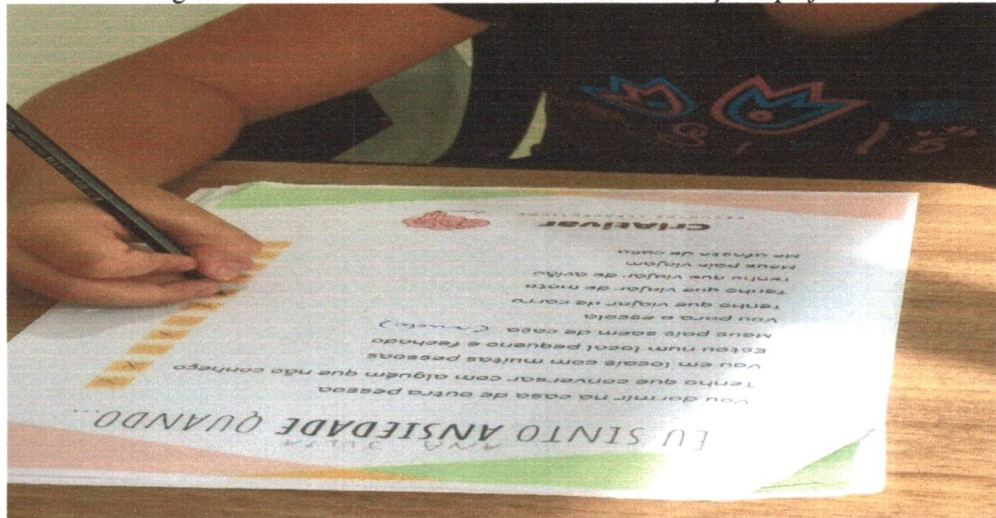 EU SINTO ANSIEDADE QUANDO...
ANA JULIA
Vou dormir na casa de outra pessoa
Tenho que conversar com alguém que não conheço
Vou em locais com muitas pessoas
Estou num local pequeno e fechado
Meus pais saem de casa
Vou para a escola
Tenho que viajar de carro
Tenho que viajar de moto
Tenho que viajar de avião
Meus pais viajam
Me afasto de casa
Criativar